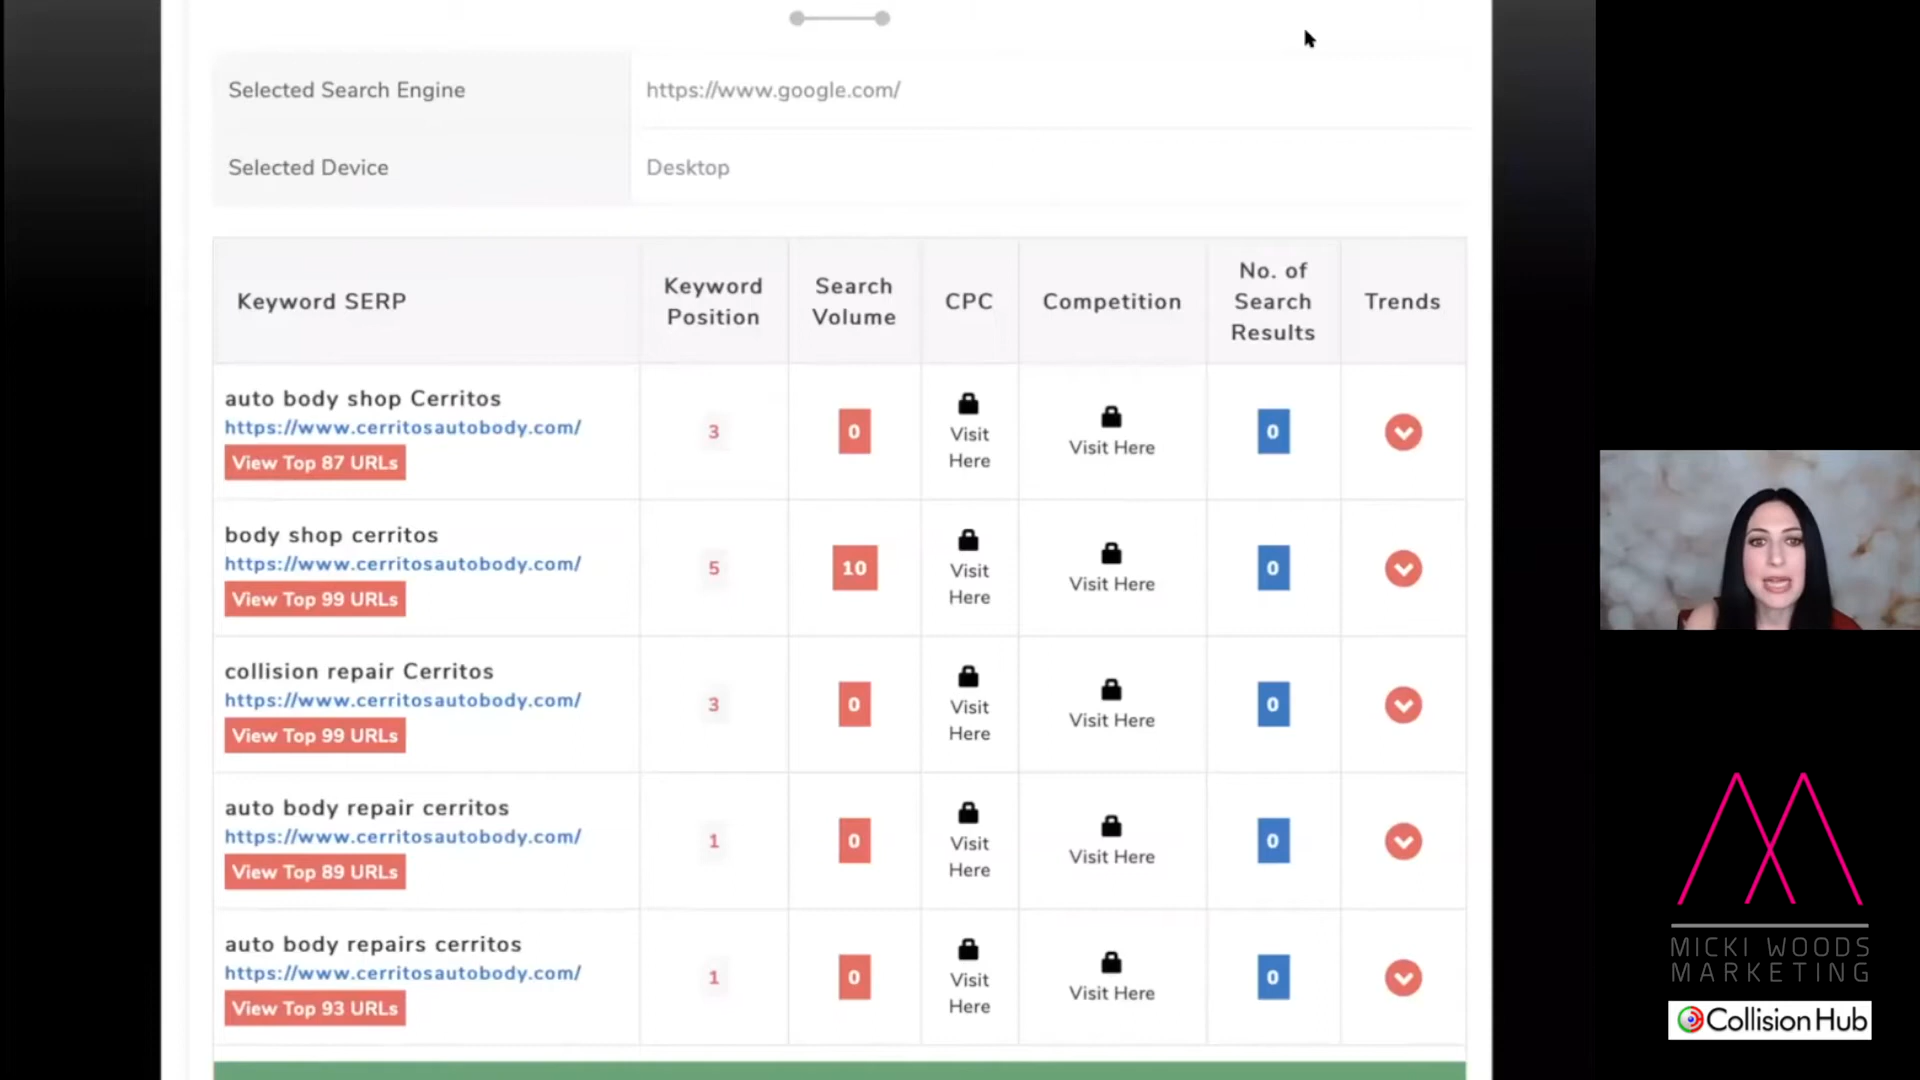 Selected Search Engine https://www.google.com/
Selected Device Desktop
Keyword SERP Keyword Position Search Volume CPC Competition No. of Search Results Trends
auto body shop Cerritos
https://www.cerritosautobody.com/
View Top 87 URLs
3 0 Visit Here Visit Here 0
body shop cerritos
https://www.cerritosautobody.com/
View Top 99 URLs
5 10 Visit Here Visit Here 0
collision repair Cerritos
https://www.cerritosautobody.com/
View Top 99 URLs
3 0 Visit Here Visit Here 0
auto body repair cerritos
https://www.cerritosautobody.com/
View Top 89 URLs
1 0 Visit Here Visit Here 0
auto body repairs cerritos
https://www.cerritosautobody.com/
View Top 93 URLs
1 0 Visit Here Visit Here 0
MICKI WOODS
MARKETING
Collision Hub